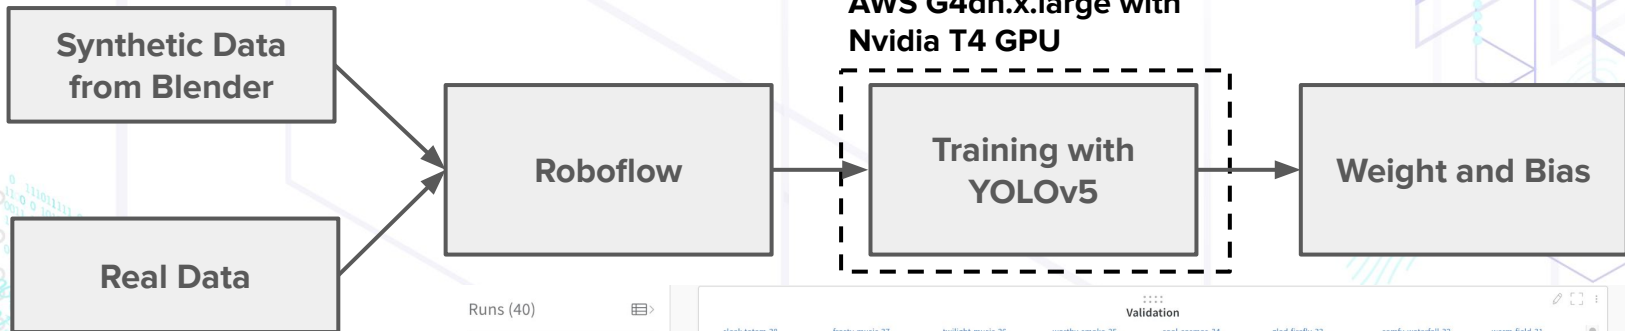 AWS G4dn.x.large with
Nvidia T4 GPU
Synthetic Data
from Blender
Roboflow
Training with
YOLOv5
Weight and Bias
Real Data
Runs (40)
Validation